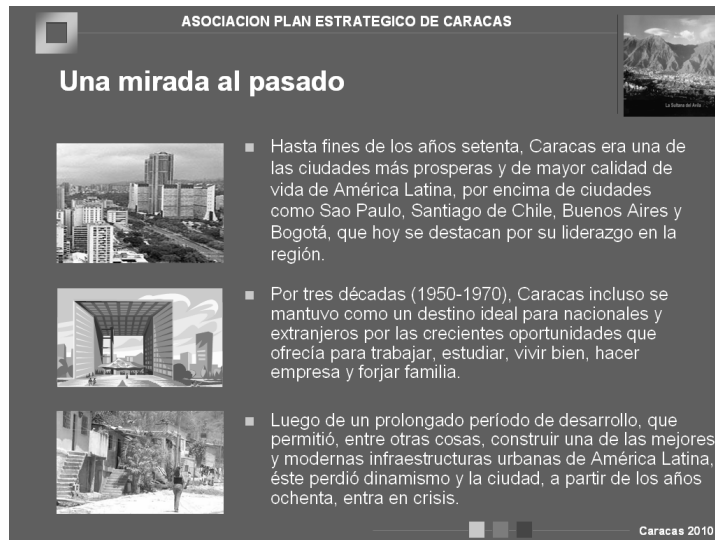 ASOCIACION PLAN ESTRATEGICO DE CARACAS
La Sultana del Avila
Una mirada al pasado
Hasta fines de los años setenta, Caracas era una de
las ciudades más prosperas y de mayor calidad de
vida de América Latina, por encima de ciudades
como Sao Paulo, Santiago de Chile, Buenos Aires y
Bogotá, que hoy se destacan por su liderazgo en la
región.
Por tres décadas (1950-1970), Caracas incluso se
mantuvo como un destino ideal para nacionales y
extranjeros por las crecientes oportunidades que
ofrecía para trabajar, estudiar, vivir bien, hacer
empresa y forjar familia.
Luego de un prolongado período de desarrollo, que
permitió, entre otras cosas, construir una de las mejores
y modernas infraestructuras urbanas de América Latina,
éste perdió dinamismo y la ciudad, a partir de los años
ochenta, entra en crisis.
Caracas 2010